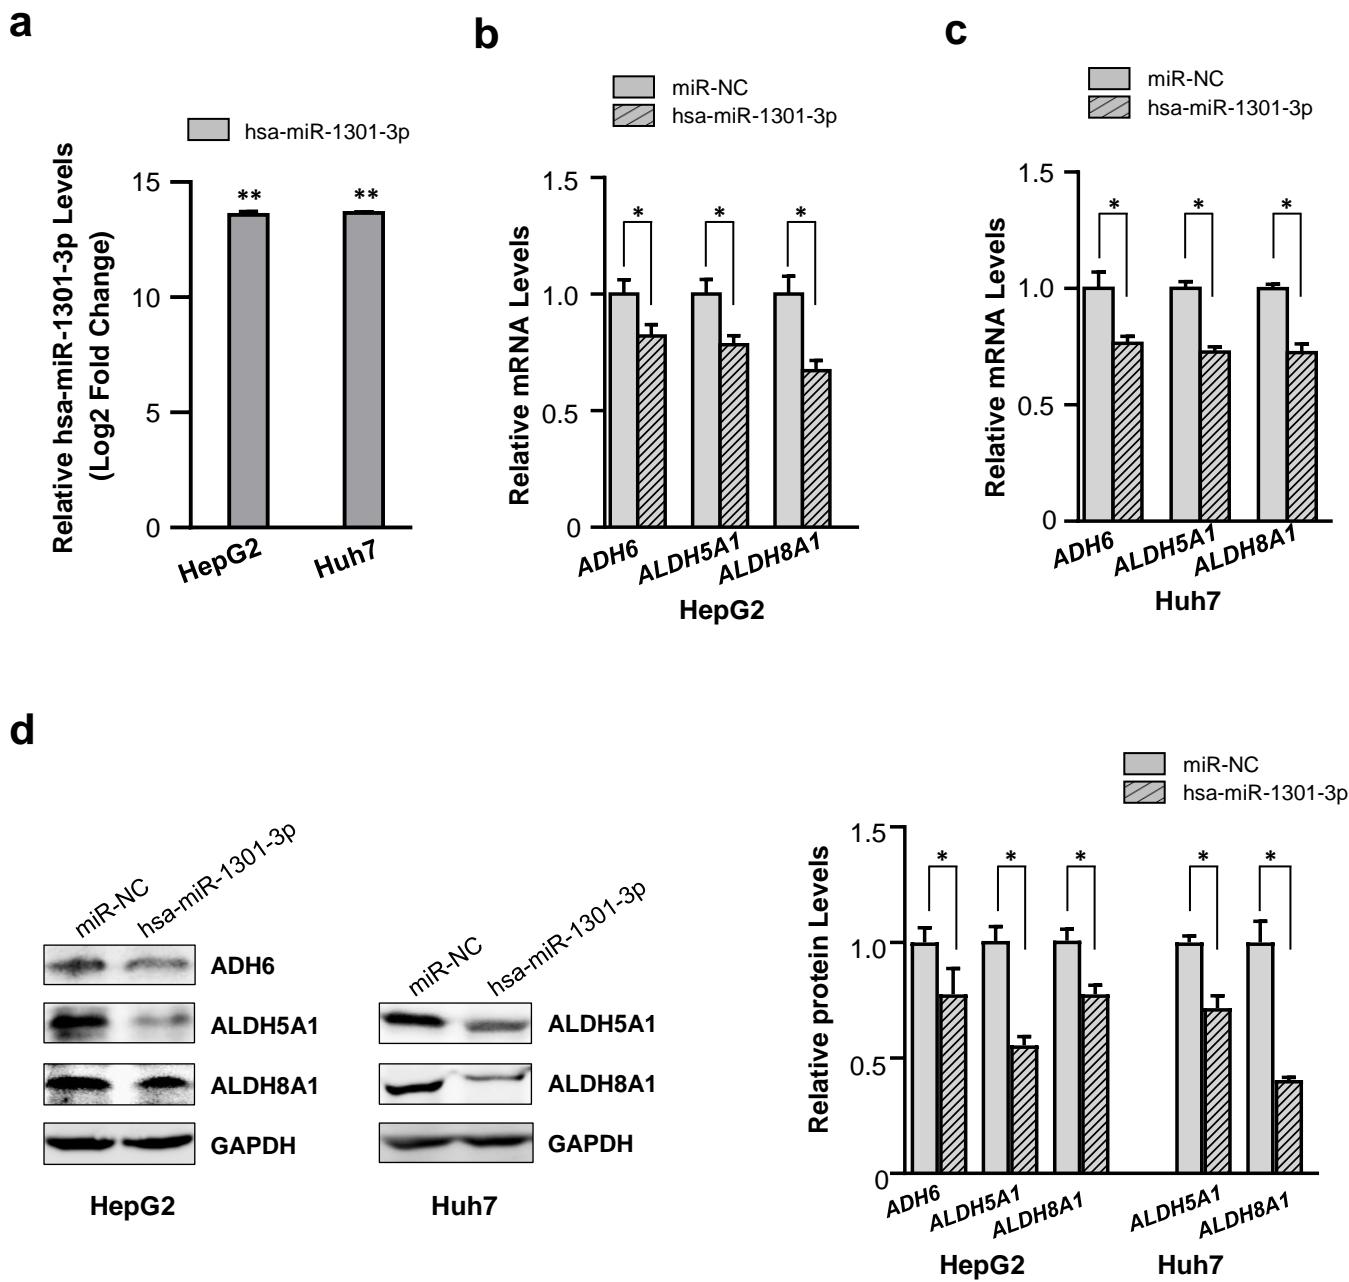 a
hsa-miR-1301-3p
Relative hsa-miR-1301-3p Levels
(Log2 Fold Change)
15
10
5
0
** **
HepG2 Huh7
b
miR-NC
hsa-miR-1301-3p
Relative mRNA Levels
1.5
1.0
0.5
0
* * *
ADH6 ALDH5A1 ALDH8A1
HepG2
c
miR-NC
hsa-miR-1301-3p
Relative mRNA Levels
1.5
1.0
0.5
0
* * *
ADH6 ALDH5A1 ALDH8A1
Huh7
d
miR-NC hsa-miR-1301-3p
ADH6
ALDH5A1
ALDH8A1
GAPDH
HepG2
miR-NC hsa-miR-1301-3p
ALDH5A1
ALDH8A1
GAPDH
Huh7
miR-NC
hsa-miR-1301-3p
Relative protein Levels
1.5
1.0
0.5
0
* * * * *
ADH6 ALDH5A1 ALDH8A1 ALDH5A1 ALDH8A1
HepG2 Huh7